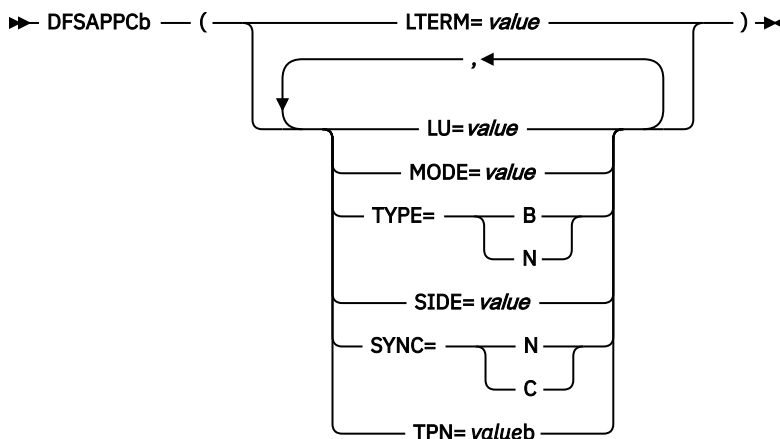 DFSAPPCb ( LTERM=value )
,
LU=value
MODE=value
TYPE= B
N
SIDE=value
SYNC= N
C
TPN=valueb